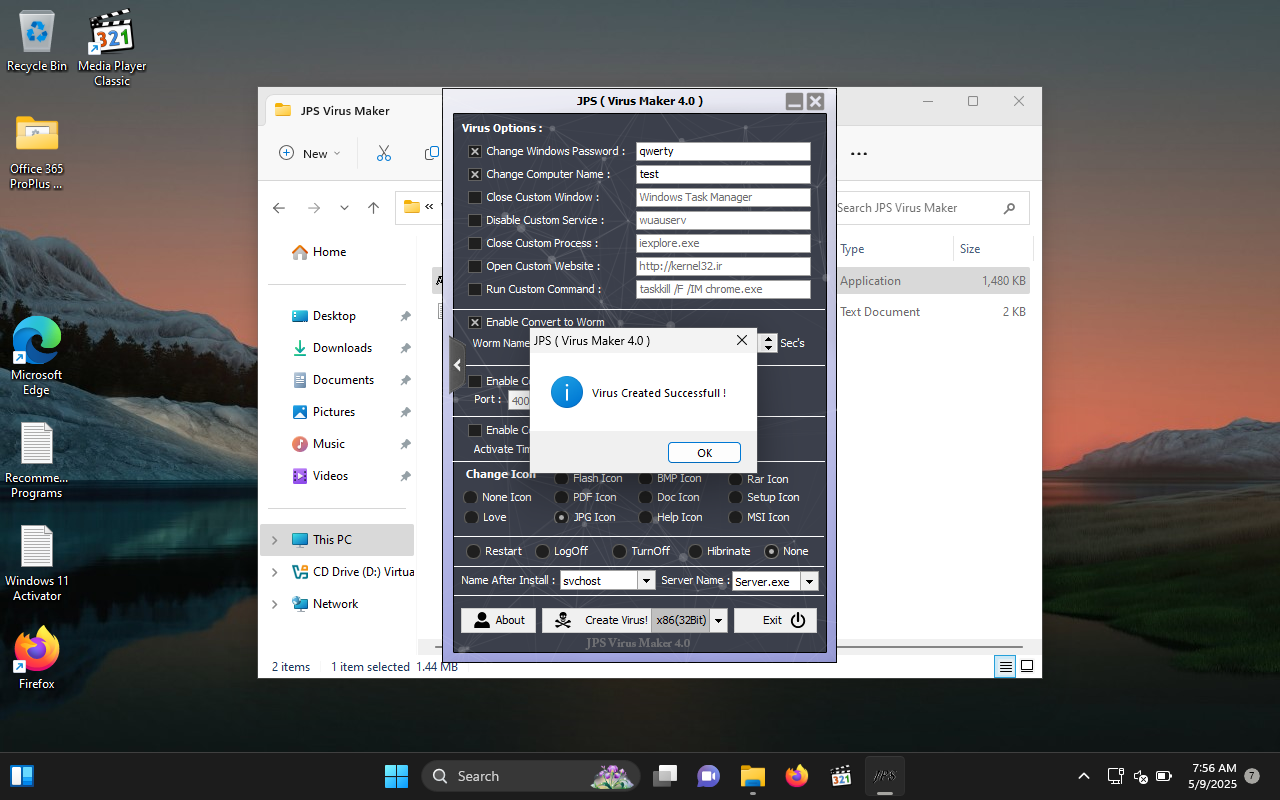 Recycle Bin
Media Player
Classic
Office 365
ProPlus ...
Microsoft
Edge
Recomme...
Programs
Windows 11
Activator
Firefox
JPS Virus Maker
New
«
Search JPS Virus Maker
Home
Desktop
Downloads
Documents
Pictures
Music
Videos
This PC
CD Drive (D:) Virtua
Network
Type
Size
Application
1,480 KB
Text Document
2 KB
2 items
1 item selected 1.44 MB
JPS ( Virus Maker 4.0 )
Virus Options :
Change Windows Password : qwerty
Change Computer Name : test
Close Custom Window : Windows Task Manager
Disable Custom Service : wuauserv
Close Custom Process : iexplore.exe
Open Custom Website : http://kernel32.ir
Run Custom Command : taskkill /F /IM chrome.exe
Enable Convert to Worm
Worm Name
Sec's
Port :
400
Activate
Change Icon
Flash Icon BMP Icon Rar Icon
None Icon PDF Icon Doc Icon Setup Icon
Love JPG Icon Help Icon MSI Icon
Restart LogOff TurnOff Hibrinate None
Name After Install : svchost Server Name : Server.exe
About Create Virus! x86(32Bit) Exit
JPS Virus Maker 4.0
JPS ( Virus Maker 4.0 )
Virus Created Successfull !
OK
Search
321
JPS
7:56 AM
5/9/2025
7